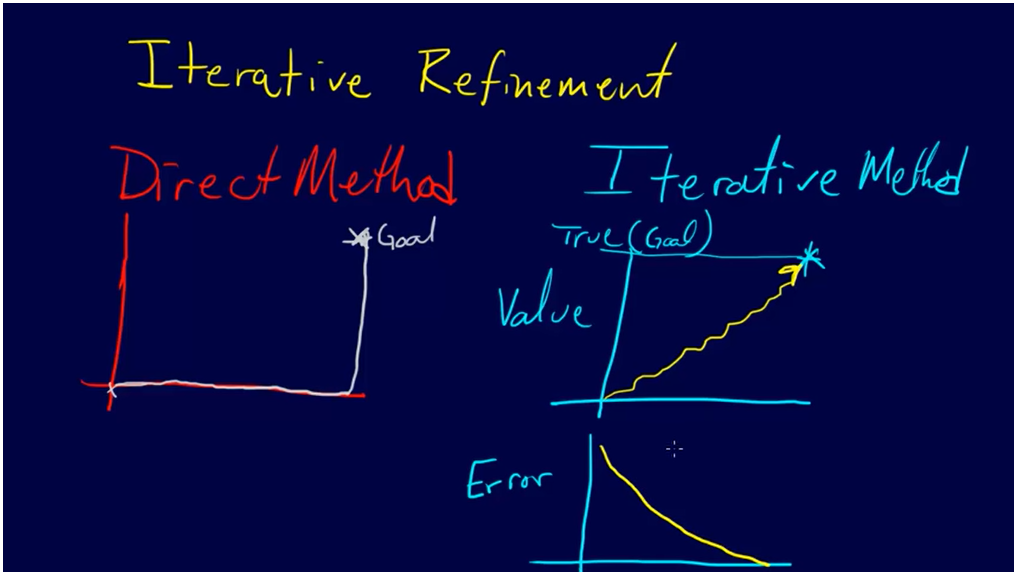 Iterative Refinement
Direct Method
Goal
Iterative Method
True (Goal)
Value
Error